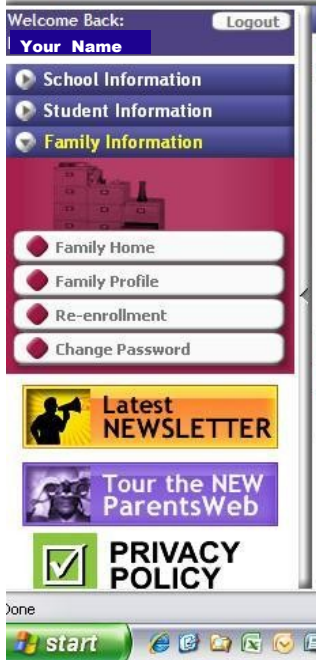 Welcome Back:
Logout
Your Name
School Information
Student Information
Family Information
Family Home
Family Profile
Re-enrollment
Change Password
Latest
NEWSLETTER
Tour the NEW
ParentsWeb
PRIVACY
POLICY
Done
start